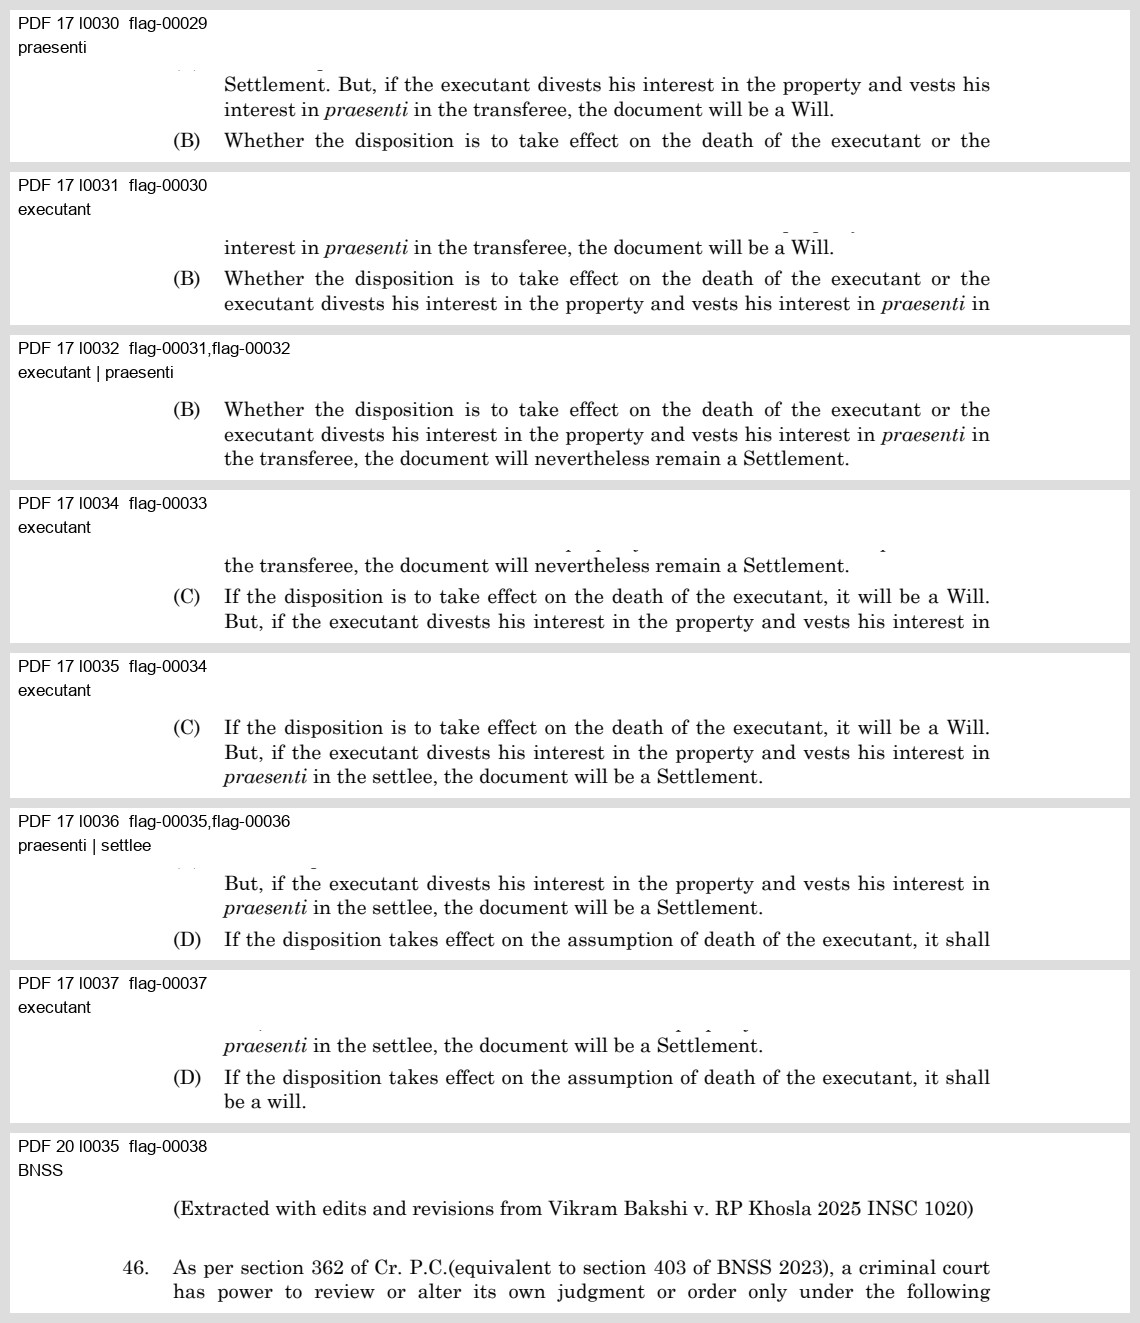 PDF 17 l0030 flag-00029
praesenti
Settlement. But, if the executant divests his interest in the property and vests his
interest in praesenti in the transferee, the document will be a Will.
(B) Whether the disposition is to take effect on the death of the executant or the
PDF 17 l0031 flag-00030
executant
interest in praesenti in the transferee, the document will be a Will.
(B) Whether the disposition is to take effect on the death of the executant or the
executant divests his interest in the property and vests his interest in praesenti in
PDF 17 l0032 flag-00031,flag-00032
executant | praesenti
(B) Whether the disposition is to take effect on the death of the executant or the
executant divests his interest in the property and vests his interest in praesenti in
the transferee, the document will nevertheless remain a Settlement.
PDF 17 l0034 flag-00033
executant
the transferee, the document will nevertheless remain a Settlement.
(C) If the disposition is to take effect on the death of the executant, it will be a Will.
But, if the executant divests his interest in the property and vests his interest in
PDF 17 l0035 flag-00034
executant
(C) If the disposition is to take effect on the death of the executant, it will be a Will.
But, if the executant divests his interest in the property and vests his interest in
praesenti in the settlee, the document will be a Settlement.
PDF 17 l0036 flag-00035,flag-00036
praesenti | settlee
But, if the executant divests his interest in the property and vests his interest in
praesenti in the settlee, the document will be a Settlement.
(D) If the disposition takes effect on the assumption of death of the executant, it shall
PDF 17 l0037 flag-00037
executant
praesenti in the settlee, the document will be a Settlement.
(D) If the disposition takes effect on the assumption of death of the executant, it shall
be a will.
PDF 20 l0035 flag-00038
BNSS
(Extracted with edits and revisions from Vikram Bakshi v. RP Khosla 2025 INSC 1020)
46. As per section 362 of Cr. P.C.(equivalent to section 403 of BNSS 2023), a criminal court
has power to review or alter its own judgment or order only under the following